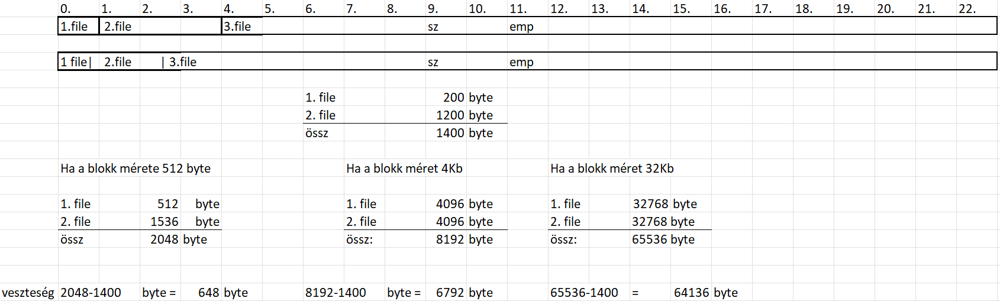 0. 1. 2. 3. 4. 5. 6. 7. 8. 9. 10. 11. 12. 13. 14. 15. 16. 17. 18. 19. 20. 21. 22.
1.file 2.file 3.file sz emp
1 file| 2.file | 3.file sz emp
1. file 200 byte
2. file 1200 byte
össz 1400 byte
Ha a blokk mérete 512 byte Ha a blokk méret 4Kb Ha a blokk méret 32Kb
1. file 512 byte 1. file 4096 byte 1. file 32768 byte
2. file 1536 byte 2. file 4096 byte 2. file 32768 byte
össz 2048 byte össz: 8192 byte össz: 65536 byte
veszteség 2048-1400 byte = 648 byte 8192-1400 byte = 6792 byte 65536-1400 = 64136 byte